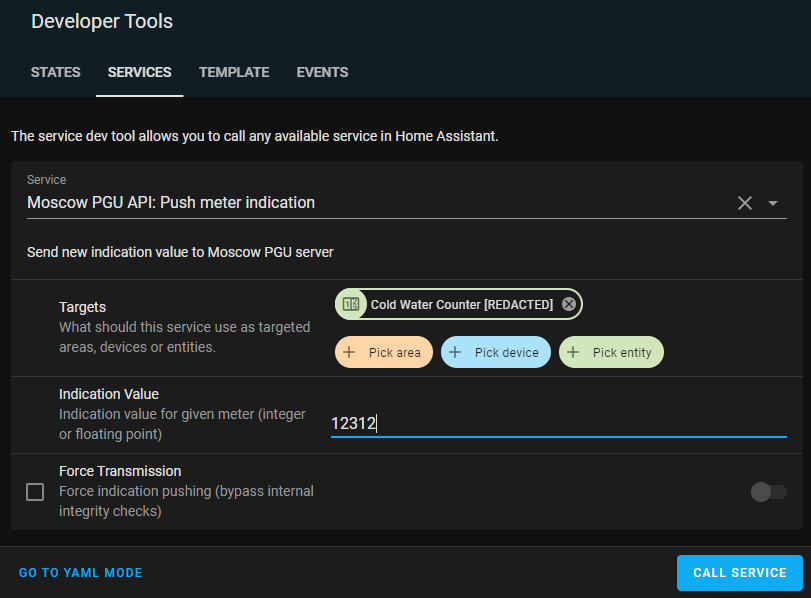 Developer Tools
STATES SERVICES TEMPLATE EVENTS
The service dev tool allows you to call any available service in Home Assistant.
Service
Moscow PGU API: Push meter indication
Send new indication value to Moscow PGU server
Targets
What should this service use as targeted
areas, devices or entities.
Cold Water Counter [REDACTED]
Pick area Pick device Pick entity
Indication Value
Indication value for given meter (integer
or floating point)
12312
Force Transmission
Force indication pushing (bypass internal
integrity checks)
GO TO YAML MODE CALL SERVICE